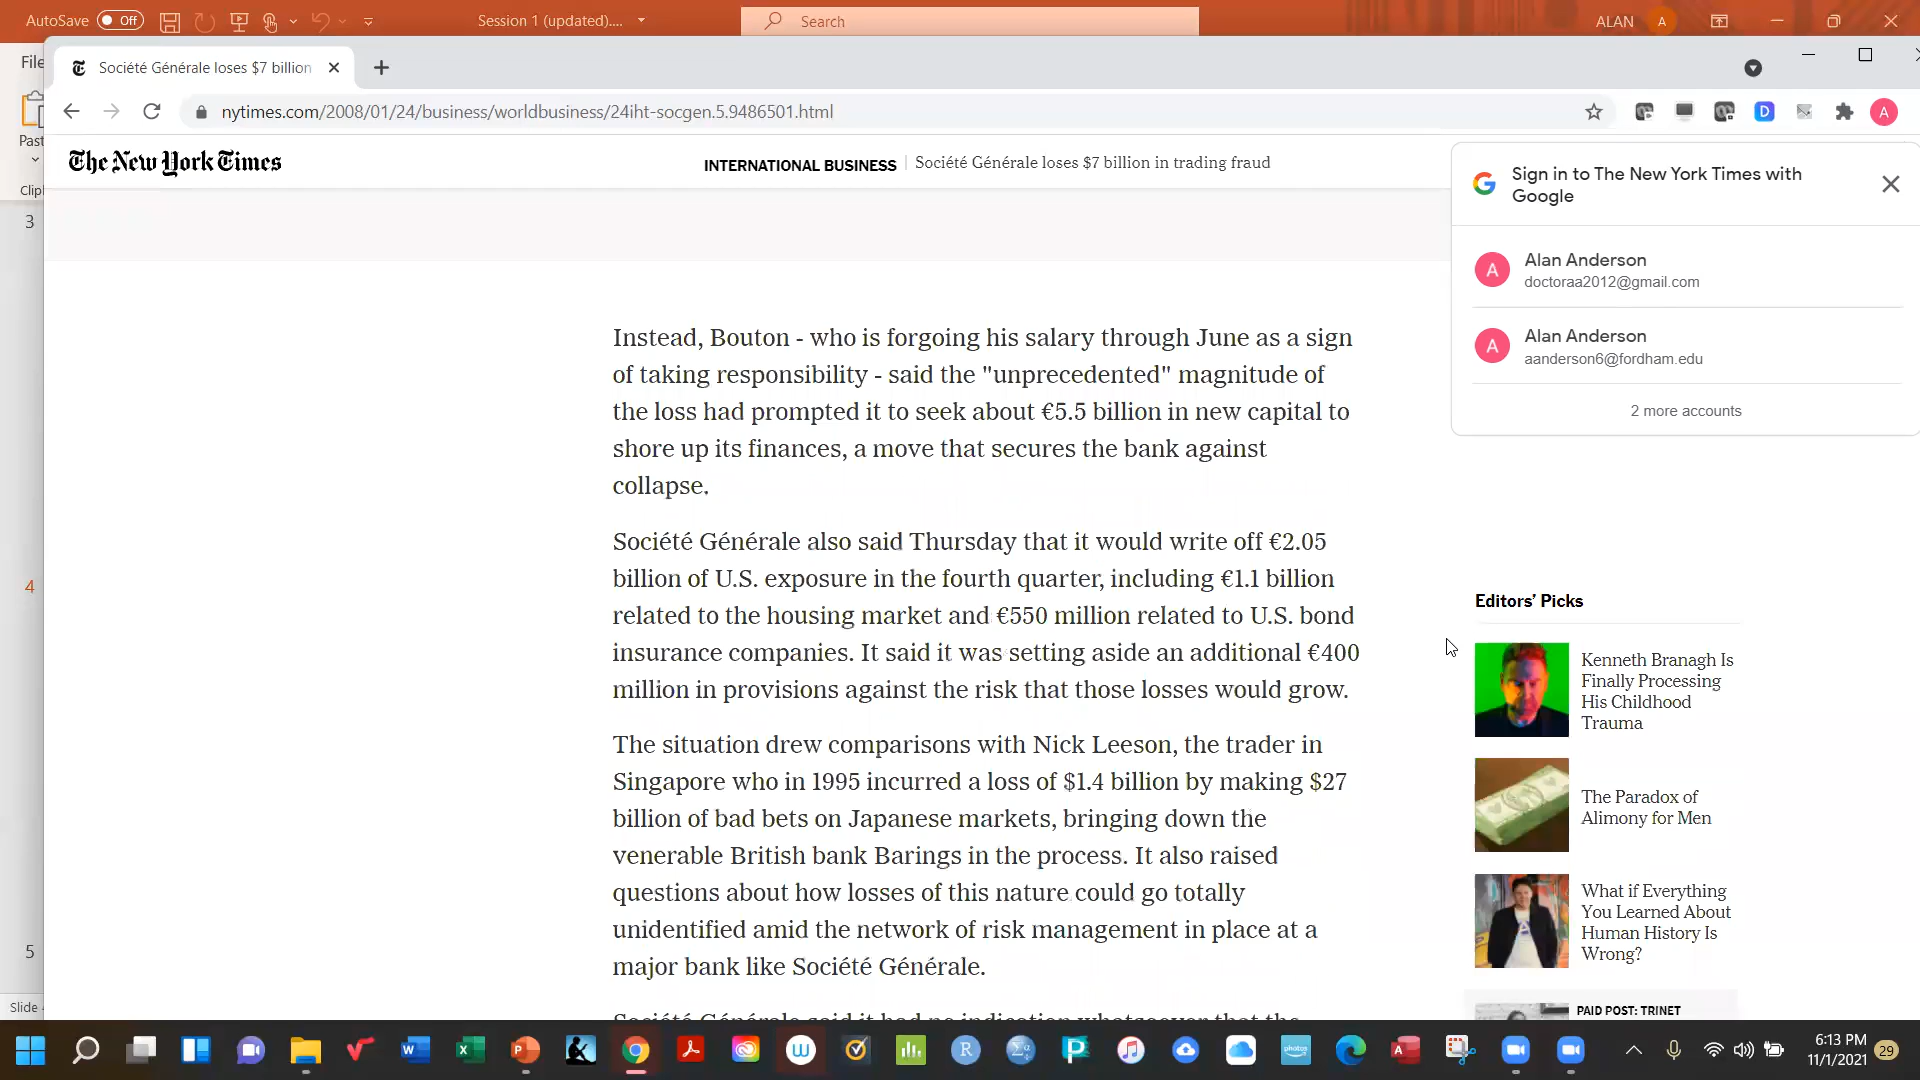 AutoSave Off
Session 1 (updated)....
Search
ALAN A
File
Société Générale loses $7 billion
nytimes.com/2008/01/24/business/worldbusiness/24iht-socgen.5.9486501.html
D
A
Past
Clip
3
4
5
Slide
The New York Times
INTERNATIONAL BUSINESS
Société Générale loses $7 billion in trading fraud
Instead, Bouton - who is forgoing his salary through June as a sign
of taking responsibility - said the "unprecedented" magnitude of
the loss had prompted it to seek about €5.5 billion in new capital to
shore up its finances, a move that secures the bank against
collapse.
Société Générale also said Thursday that it would write off €2.05
billion of U.S. exposure in the fourth quarter, including €1.1 billion
related to the housing market and €550 million related to U.S. bond
insurance companies. It said it was setting aside an additional €400
million in provisions against the risk that those losses would grow.
The situation drew comparisons with Nick Leeson, the trader in
Singapore who in 1995 incurred a loss of $1.4 billion by making $27
billion of bad bets on Japanese markets, bringing down the
venerable British bank Barings in the process. It also raised
questions about how losses of this nature could go totally
unidentified amid the network of risk management in place at a
major bank like Société Générale.
Société Générale said it had no indication whatsoever that the
Sign in to The New York Times with
Google
A
Alan Anderson
doctoraa2012@gmail.com
A
Alan Anderson
aanderson6@fordham.edu
2 more accounts
Editors' Picks
Kenneth Branagh Is
Finally Processing
His Childhood
Trauma
The Paradox of
Alimony for Men
What if Everything
You Learned About
Human History Is
Wrong?
PAID POST: TRINET
photos
6:13 PM
11/1/2021
29